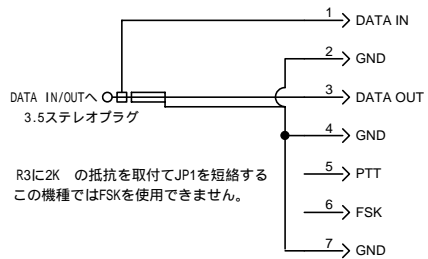 1 DATA IN
2 GND
DATA IN/OUTへ
3 DATA OUT
3.5ステレオプラグ
4 GND
R3に2K の抵抗を取付てJP1を短絡する
5 PTT
この機種ではFSKを使用できません。
6 FSK
7 GND